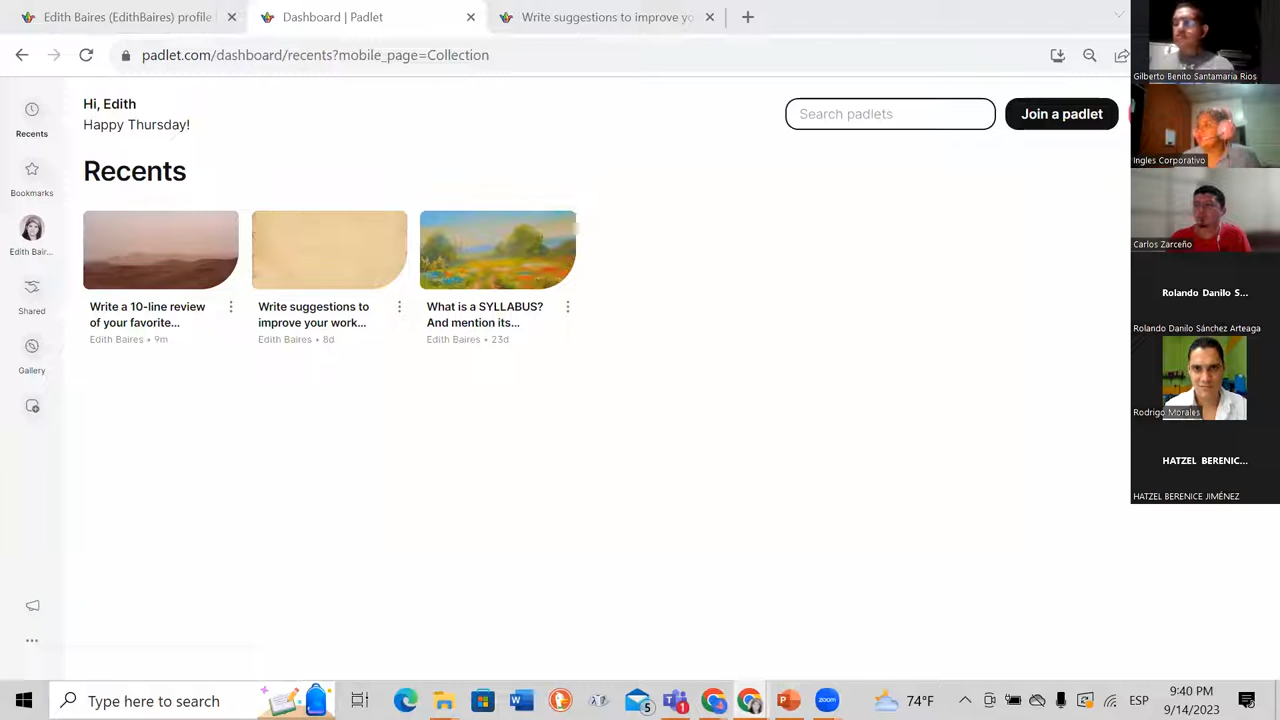 Edith Baires (EdithBaires) profile
Dashboard | Padlet
Write suggestions to improve yo
padlet.com/dashboard/recents?mobile_page=Collection
Hi, Edith
Happy Thursday!
Search padlets
Join a padlet
Recents
Recents
Bookmarks
Edith Bair...
Shared
Gallery
Write a 10-line review
of your favorite...
Edith Baires • 9m
Write suggestions to
improve your work...
Edith Baires • 8d
What is a SYLLABUS?
And mention its...
Edith Baires • 23d
Gilberto Benito Santamaria Rios
Ingles Corporativo
Carlos Zarceño
Rolando Danilo S...
Rolando Danilo Sánchez Arteaga
Rodrigo Morales
HATZEL BERENIC...
HATZEL BERENICE JIMÉNEZ
Type here to search
5
1
zoom
74°F
ESP
9:40 PM
9/14/2023